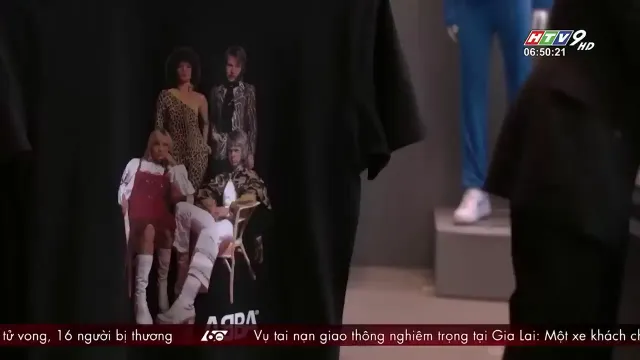 HTV9 HD
06:50:21
ABBA
tử vong, 16 người bị thương 60 Vụ tai nạn giao thông nghiêm trọng tại Gia Lai: Một xe khách ch